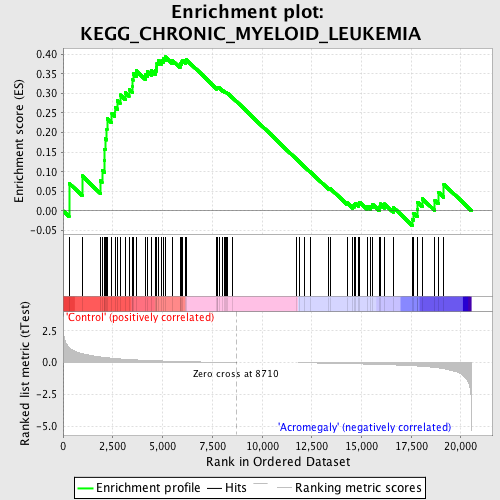 Enrichment plot:
KEGG_CHRONIC_MYELOID_LEUKEMIA
Enrichment score (ES)
0.40
0.35
0.30
0.25
0.20
0.15
0.10
0.05
0.00
-0.05
'Control' (positively correlated)
Ranked list metric (tTest)
2.5
0.0
-2.5
-5.0
Zero cross at 8710
'Acromegaly' (negatively correlated)
0
2,500
5,000
7,500
10,000
12,500
15,000
17,500
20,000
Rank in Ordered Dataset
Enrichment profile
Hits
Ranking metric scores